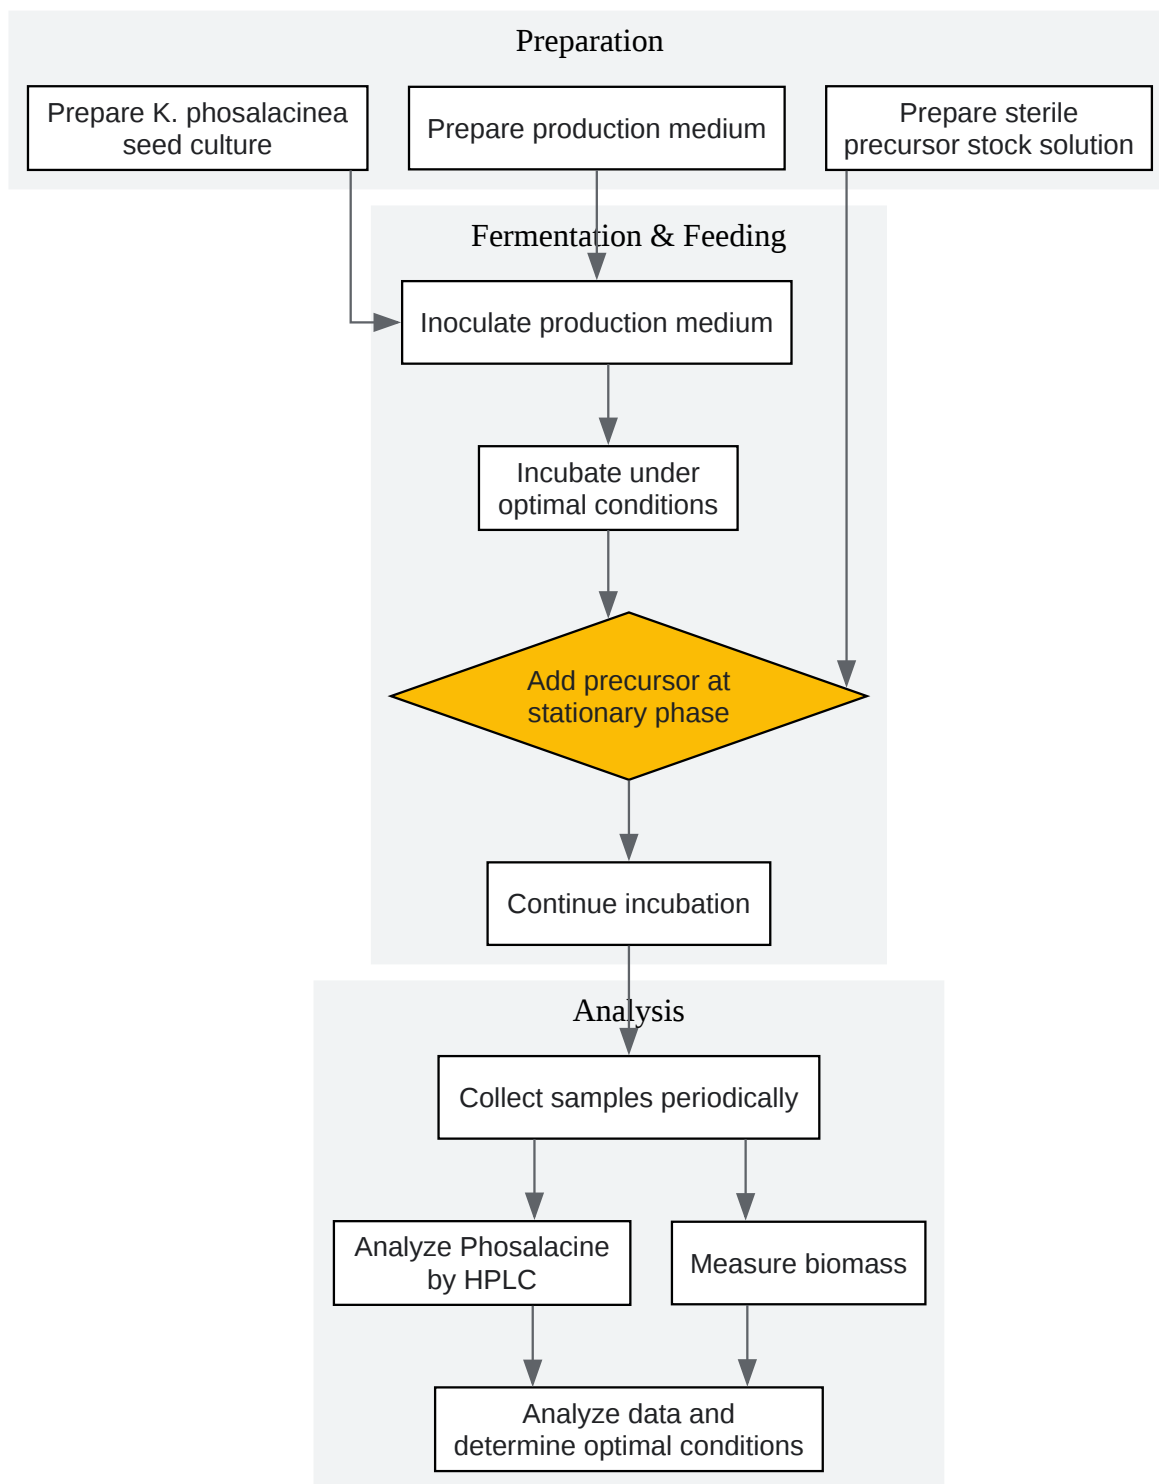 Preparation
Prepare K. phosalacinea
seed culture
Prepare production medium
Prepare sterile
precursor stock solution
Fermentation & Feeding
Inoculate production medium
Incubate under
optimal conditions
Add precursor at
stationary phase
Continue incubation
Analysis
Collect samples periodically
Analyze Phosalacine
by HPLC
Measure biomass
Analyze data and
determine optimal conditions